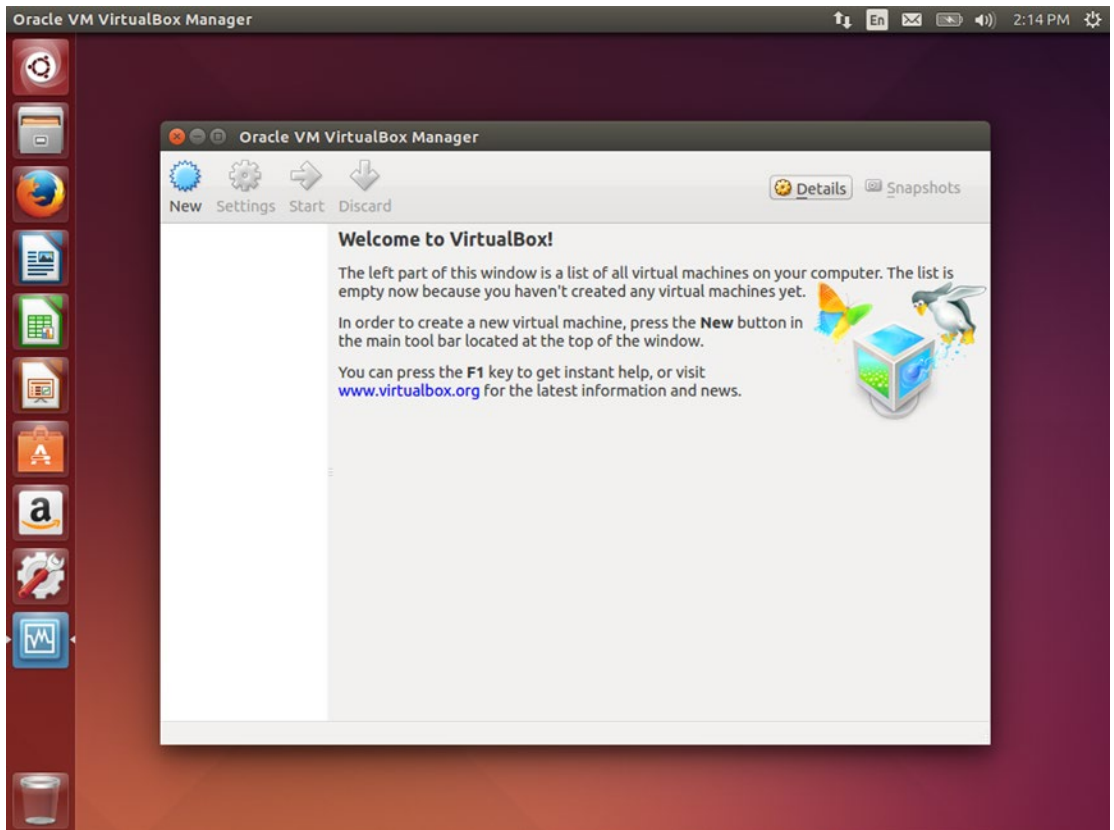 Oracle VM VirtualBox Manager
En
2:14 PM
Oracle VM VirtualBox Manager
New Settings Start Discard
Details Snapshots
Welcome to VirtualBox!
The left part of this window is a list of all virtual machines on your computer. The list is
empty now because you haven't created any virtual machines yet.
In order to create a new virtual machine, press the New button in
the main tool bar located at the top of the window.
You can press the F1 key to get instant help, or visit
www.virtualbox.org for the latest information and news.
A
a